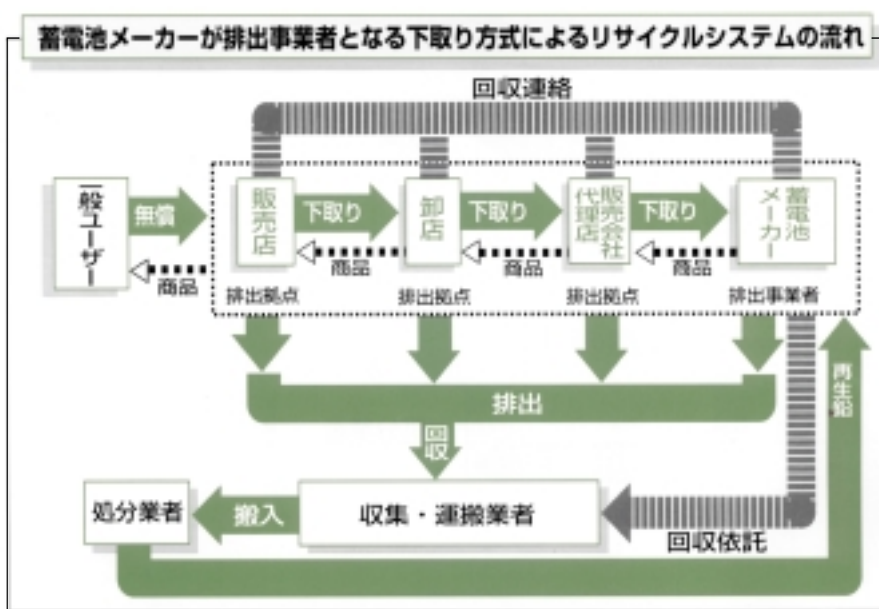 蓄電池メーカーが排出事業者となる下取り方式によるリサイクルシステムの流れ
回収連絡
一般ユーザー
無償
販売店
下取り
卸店
下取り
販売会社
代理店
下取り
蓄電池
メーカー
商品
商品
商品
商品
排出拠点
排出拠点
排出拠点
排出事業者
排出
再生鉛
回収
処分業者
搬入
収集・運搬業者
回収依託